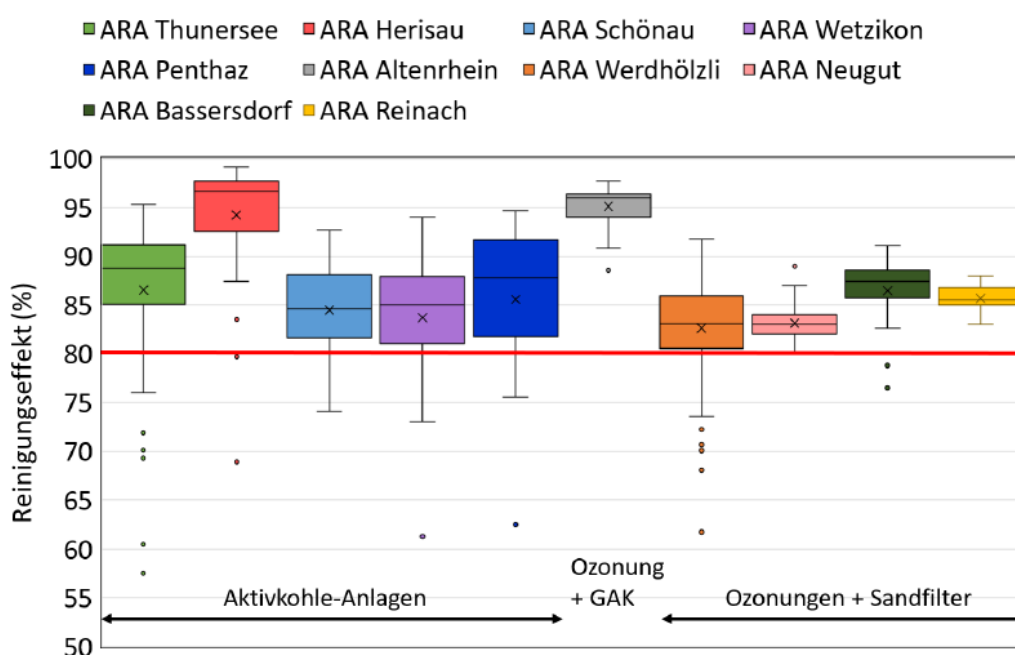 ARA Thunersee ARA Herisau ARA Schönau ARA Wetzikon
ARA Penthaz ARA Altenrhein ARA Werdhölzli ARA Neugut
ARA Bassersdorf ARA Reinach
Reinigungseffekt (%)
100
95
90
85
80
75
70
65
60
55
50
Aktivkohle-Anlagen
Ozonung
+ GAK
Ozonungen + Sandfilter